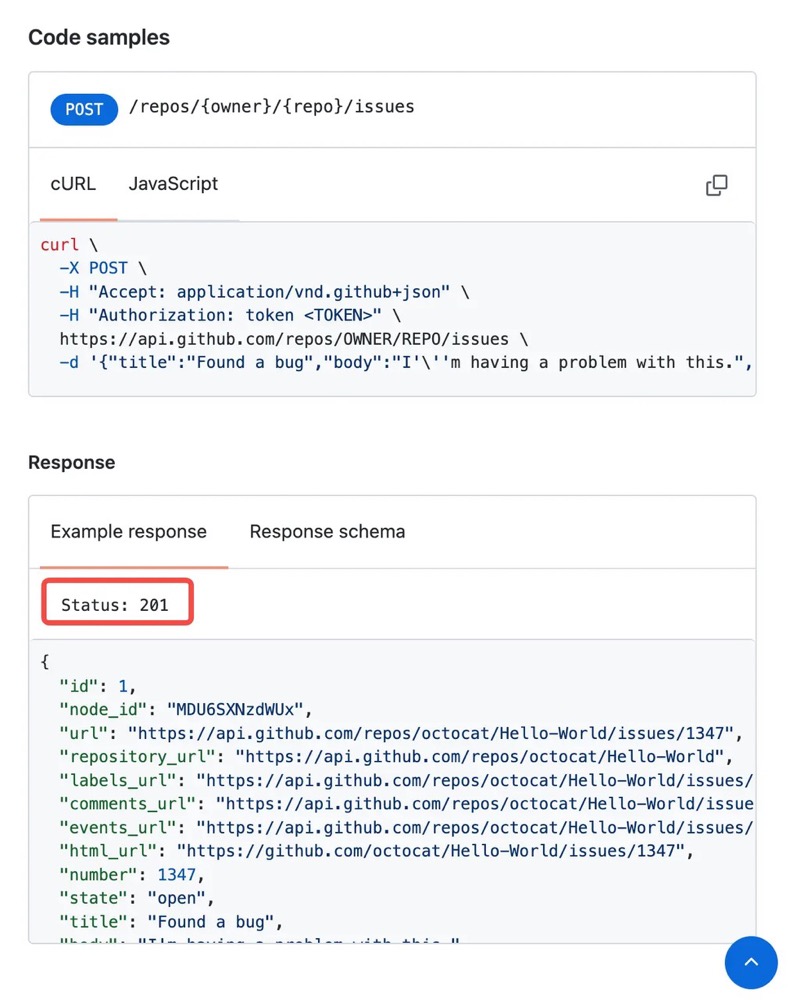 Code samples
POST /repos/{owner}/{repo}/issues
cURL JavaScript
curl \
-X POST \
-H "Accept: application/vnd.github+json" \
-H "Authorization: token <TOKEN>" \
https://api.github.com/repos/OWNER/REPO/issues \
-d '{"title":"Found a bug","body":"I'\''m having a problem with this.",
Response
Example response Response schema
Status: 201
{
"id": 1,
"node_id": "MDU6SXNzdWUx",
"url": "https://api.github.com/repos/octocat/Hello-World/issues/1347",
"repository_url": "https://api.github.com/repos/octocat/Hello-World",
"labels_url": "https://api.github.com/repos/octocat/Hello-World/issues/
"comments_url": "https://api.github.com/repos/octocat/Hello-World/issue
"events_url": "https://api.github.com/repos/octocat/Hello-World/issues/
"html_url": "https://github.com/octocat/Hello-World/issues/1347",
"number": 1347,
"state": "open",
"title": "Found a bug",
"body": "I'm having a problem with this."